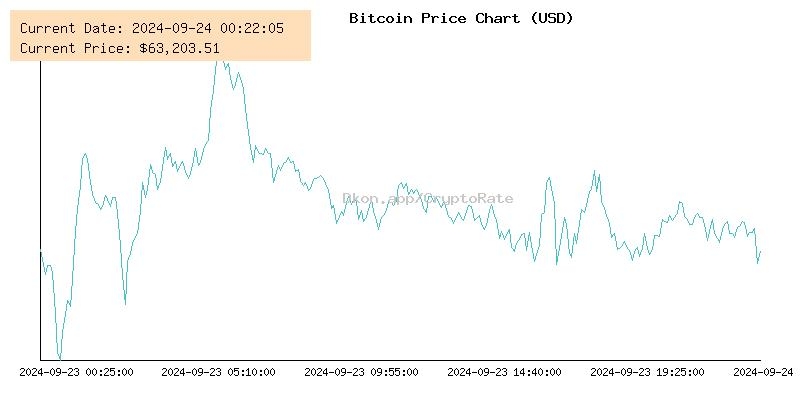 Bitcoin Price Chart (USD)
Current Date: 2024-09-24 00:22:05
Current Price: $63,203.51
Dkon.app/CryptoRate
2024-09-23 00:25:00
2024-09-23 05:10:00
2024-09-23 09:55:00
2024-09-23 14:40:00
2024-09-23 19:25:00
2024-09-24